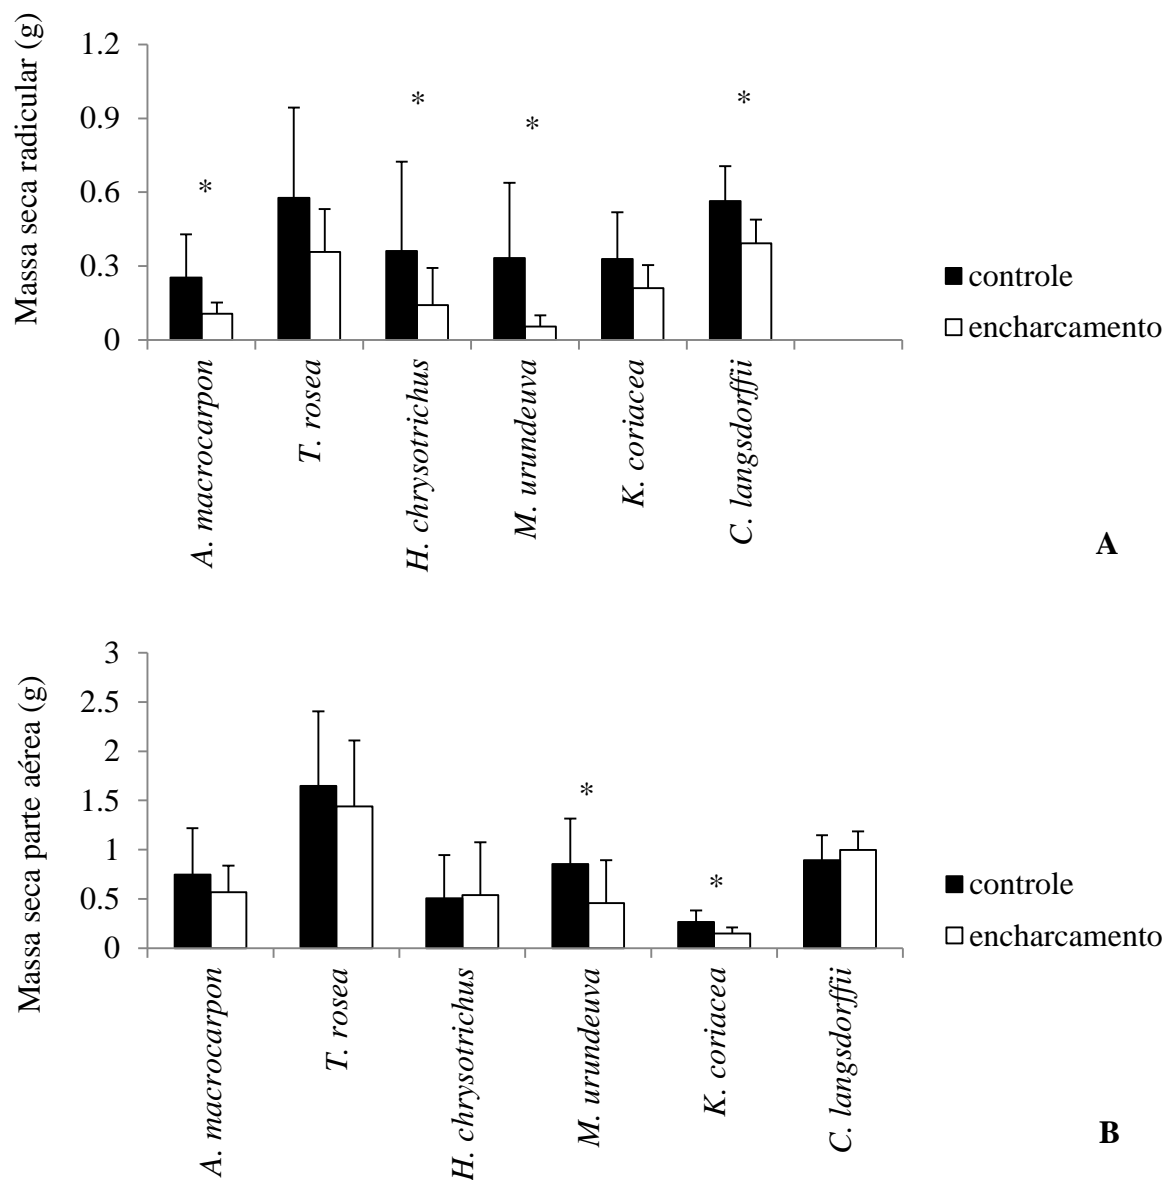 Massa seca radicular (g)
1.2
0.9
0.6
0.3
0
*
*
*
*
A. macrocarpon
T. rosea
H. chrysotrichus
M. urundeuva
K. coriacea
C. langsdorffii
controle
encharcamento
A
Massa seca parte aérea (g)
3
2.5
2
1.5
1
0.5
0
*
*
A. macrocarpon
T. rosea
H. chrysotrichus
M. urundeuva
K. coriacea
C. langsdorffii
controle
encharcamento
B